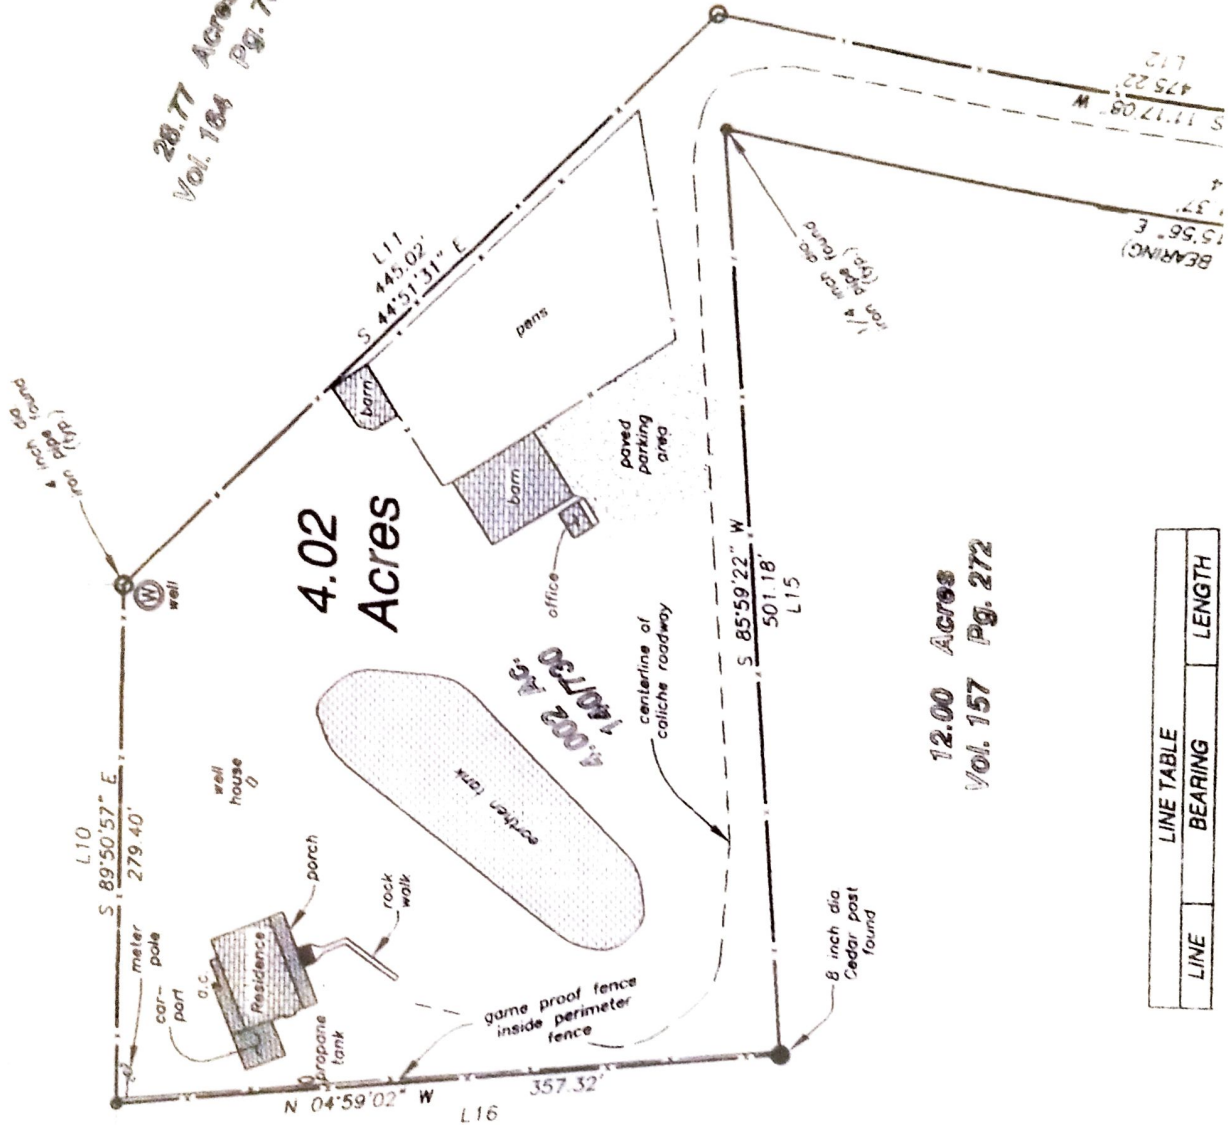 28.77 Acres
Vol. 184 Pg.
4 inch dia
iron pipe found
(typ.)
L11
445.02'
S 44°51'31" E
L12
475.22'
S 11°17'08" W
15'56" E
BEARING)
1/4 inch dia.
iron pipe found
(typ.)
pens
barn
barn
paved
parking
area
office
W
well
4.02
Acres
4.002 AC.
140/730
L10
S 89°50'57" E
279.40'
well
house
meter
pole
car-
port
a.c.
Residence
porch
rock
walk
propane
tank
earthen tank
centerline of
caliche roadway
S 85°59'22" W
501.18'
L15
game proof fence
inside perimeter
fence
N 04°59'02" W
357.32'
L16
8 inch dia
Cedar post
found
12.00 Acres
Vol. 157 Pg. 272
LINE TABLE
LINE BEARING LENGTH